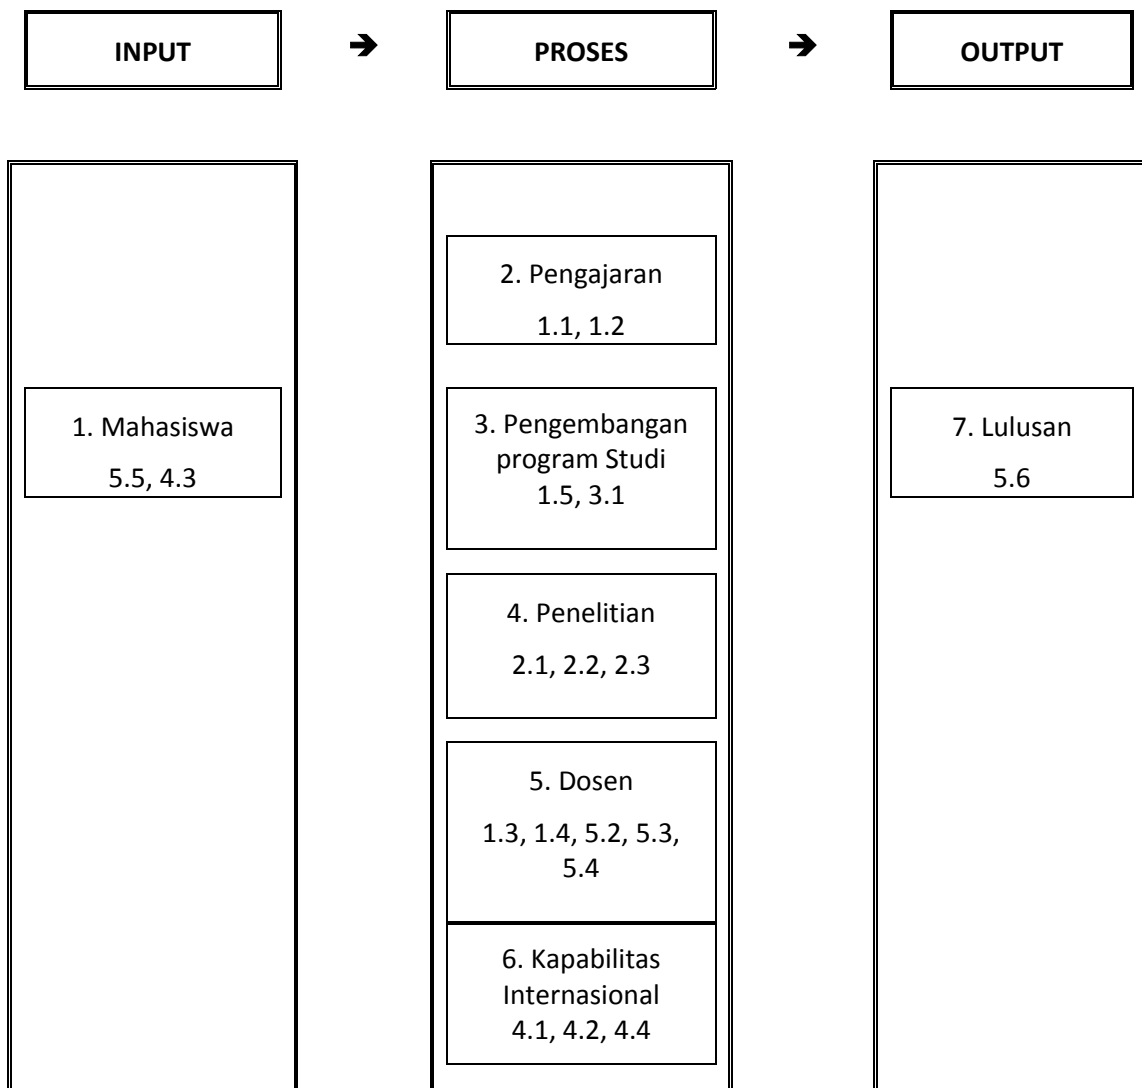 INPUT
➔
PROSES
➔
OUTPUT
1. Mahasiswa
5.5, 4.3
2. Pengajaran
1.1, 1.2
3. Pengembangan
program Studi
1.5, 3.1
4. Penelitian
2.1, 2.2, 2.3
5. Dosen
1.3, 1.4, 5.2, 5.3,
5.4
6. Kapabilitas
Internasional
4.1, 4.2, 4.4
7. Lulusan
5.6